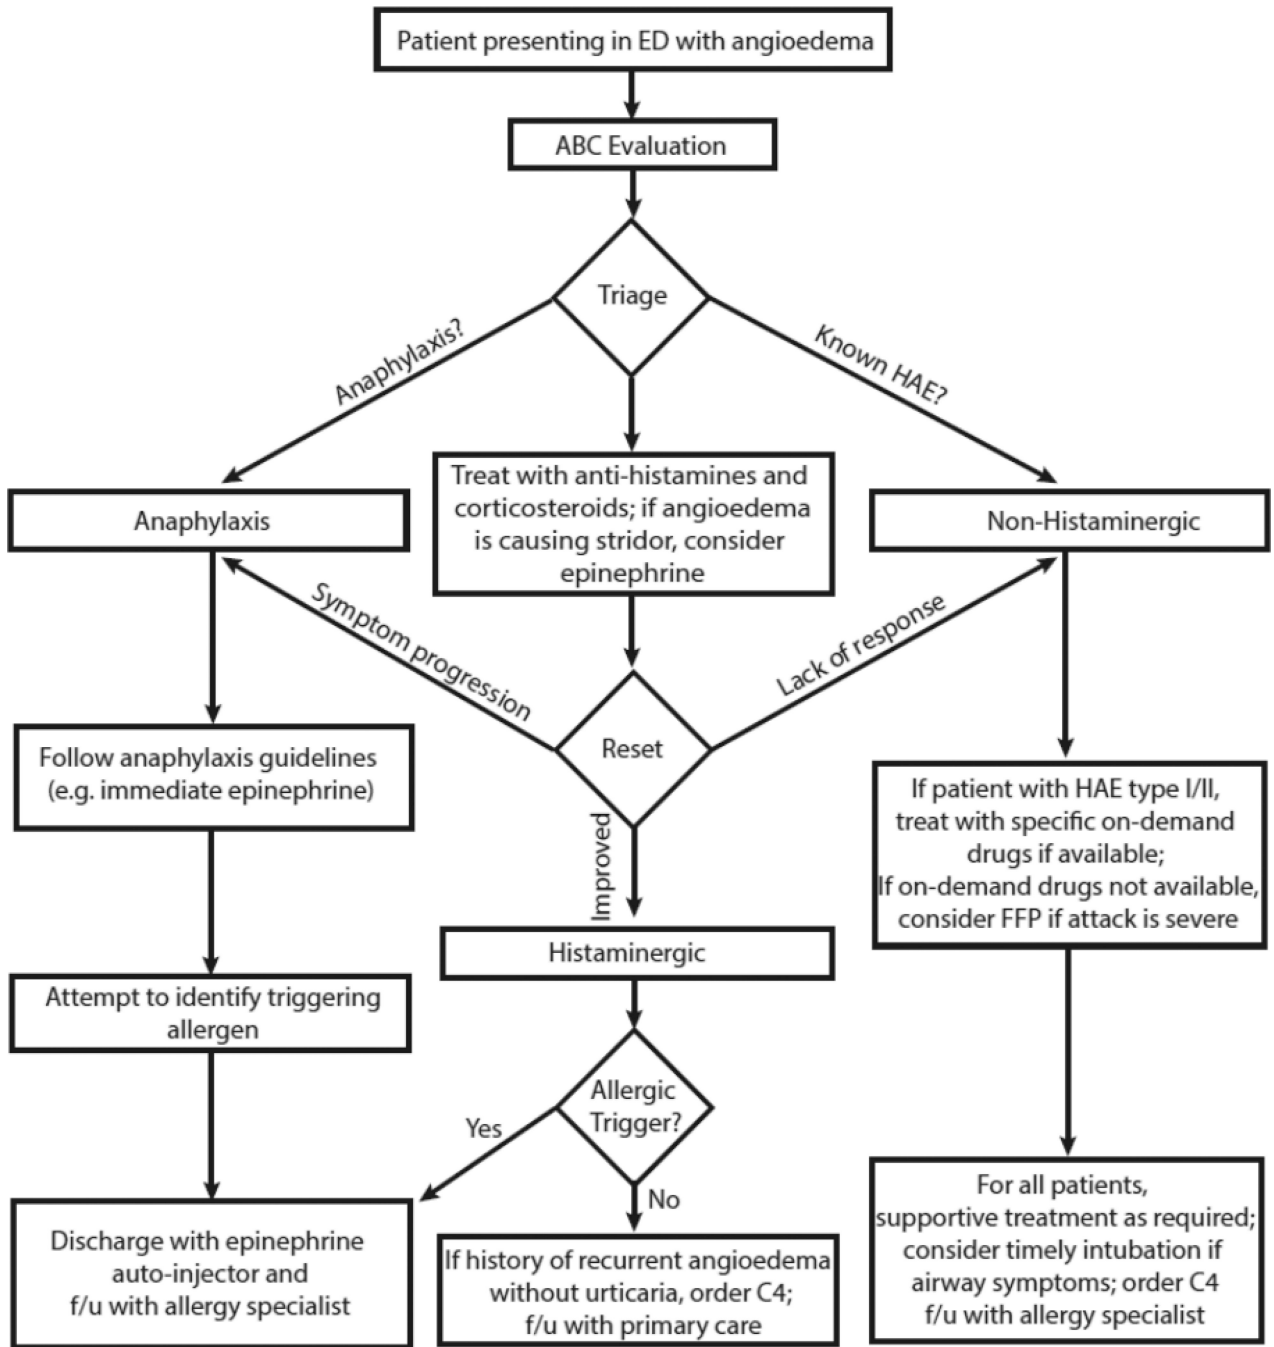 Patient presenting in ED with angioedema
ABC Evaluation
Triage
Anaphylaxis?
Known HAE?
Anaphylaxis
Treat with anti-histamines and
corticosteroids; if angioedema
is causing stridor, consider
epinephrine
Non-Histaminergic
Symptom progression
Lack of response
Reset
Follow anaphylaxis guidelines
(e.g. immediate epinephrine)
Improved
If patient with HAE type I/II,
treat with specific on-demand
drugs if available;
If on-demand drugs not available,
consider FFP if attack is severe
Histaminergic
Attempt to identify triggering
allergen
Allergic
Trigger?
Yes
No
Discharge with epinephrine
auto-injector and
f/u with allergy specialist
If history of recurrent angioedema
without urticaria, order C4;
f/u with primary care
For all patients,
supportive treatment as required;
consider timely intubation if
airway symptoms; order C4
f/u with allergy specialist